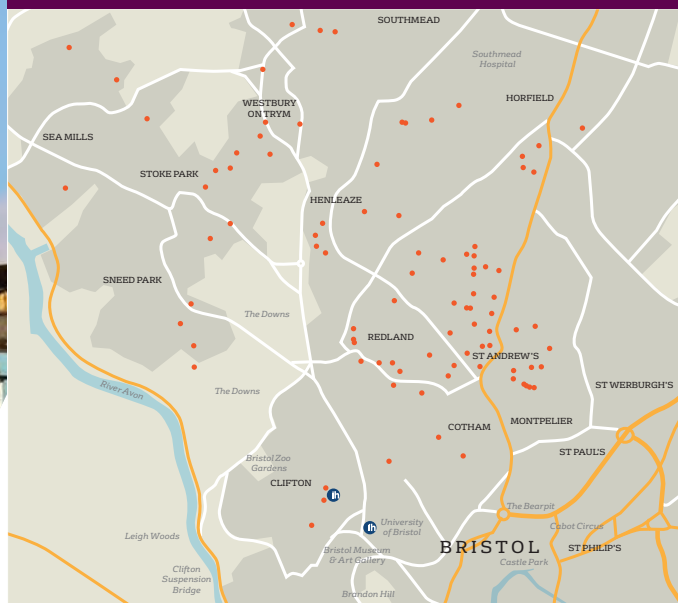 SOUTHMEAD
Southmead
Hospital
HORFIELD
WESTBURY
ON TRYM
SEA MILLS
STOKE PARK
HENLEAZE
SNEED PARK
The Downs
REDLAND
ST ANDREW'S
The Downs
River Avon
ST WERBURGH'S
COTHAM
MONTPELIER
ST PAUL'S
Bristol Zoo
Gardens
CLIFTON
ih
ih
University
of Bristol
The Bearpit
Cabot Circus
Leigh Woods
BRISTOL
ST PHILIP'S
Bristol Museum
& Art Gallery
Castle Park
Clifton
Suspension
Bridge
Brandon Hill